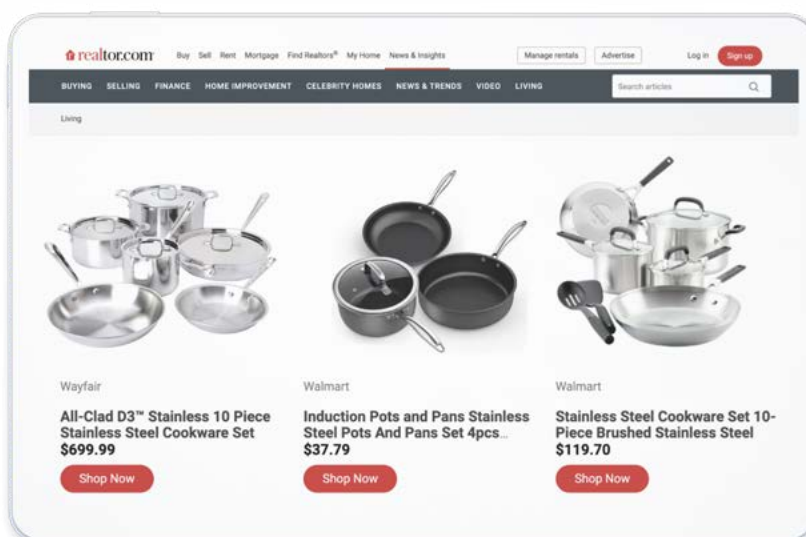 realtor.com
Buy Sell Rent Mortgage Find Realtors® My Home News & Insights
Manage rentals Advertise Log in Sign up
BUYING SELLING FINANCE HOME IMPROVEMENT CELEBRITY HOMES NEWS & TRENDS VIDEO LIVING
Search articles
Living
Wayfair
All-Clad D3™ Stainless 10 Piece
Stainless Steel Cookware Set
$699.99
Shop Now
Walmart
Induction Pots and Pans Stainless
Steel Pots And Pans Set 4pcs...
$37.79
Shop Now
Walmart
Stainless Steel Cookware Set 10-
Piece Brushed Stainless Steel
$119.70
Shop Now